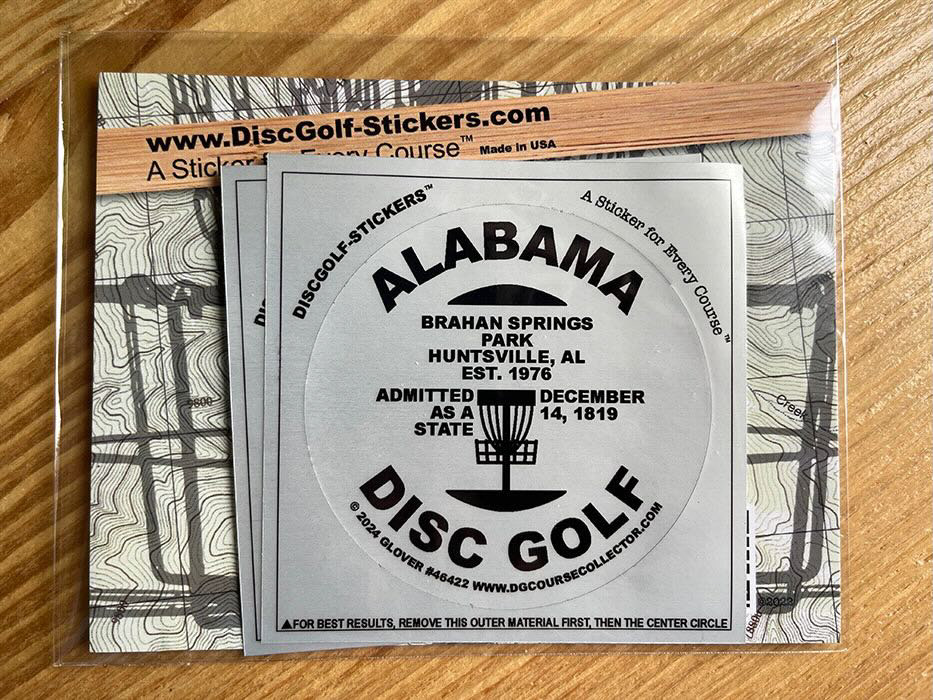 www.DiscGolf-Stickers.com
A Sticker for Every Course™ Made in USA
DISCGOLF-STICKERS™
A Sticker for Every Course™
ALABAMA
BRAHAN SPRINGS
PARK
HUNTSVILLE, AL
EST. 1976
ADMITTED
AS A
STATE
DECEMBER
14, 1819
DISC GOLF
© 2024 GLOVER #46422 WWW.DGCOURSECOLLECTOR.COM
▲FOR BEST RESULTS, REMOVE THIS OUTER MATERIAL FIRST, THEN THE CENTER CIRCLE
Creek
©2023